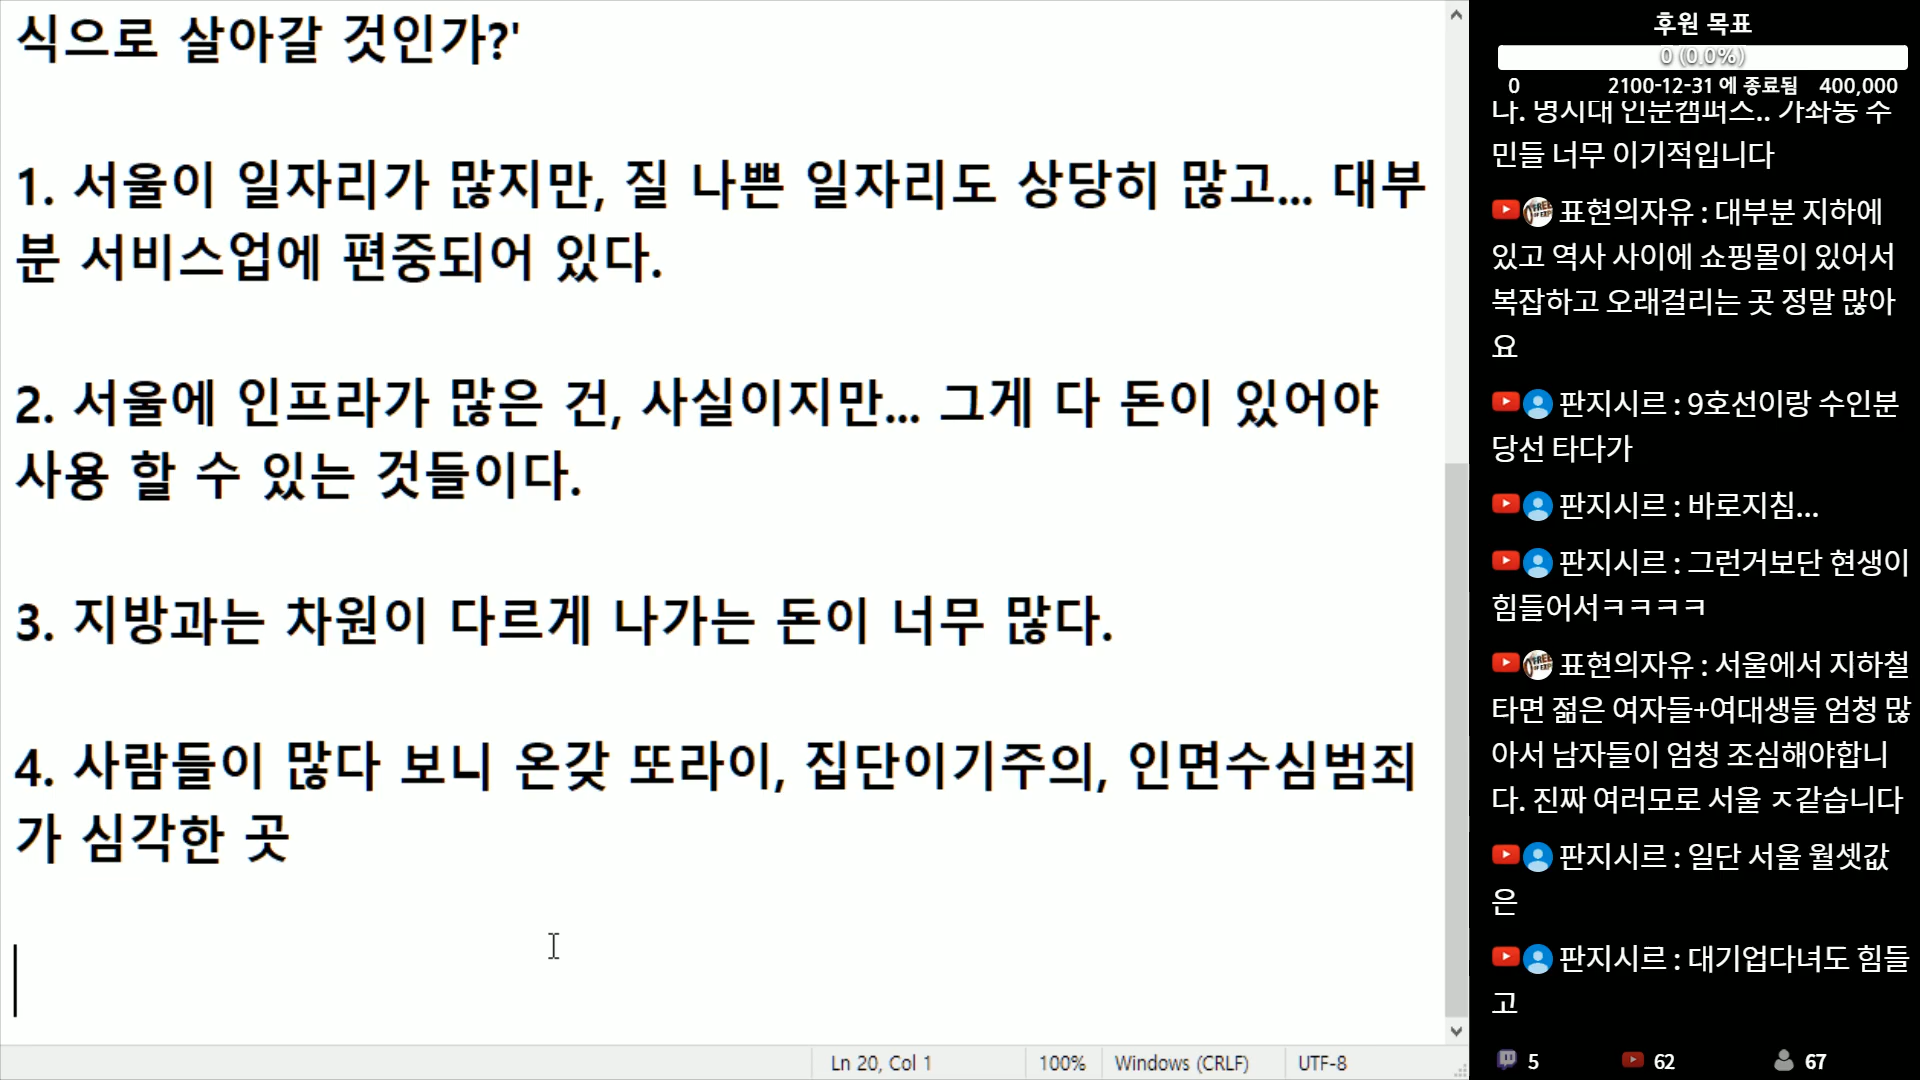 식으로 살아갈 것인가?'
1. 서울이 일자리가 많지만, 질 나쁜 일자리도 상당히 많고... 대부
분 서비스업에 편중되어 있다.
2. 서울에 인프라가 많은 건, 사실이지만... 그게 다 돈이 있어야
사용 할 수 있는 것들이다.
3. 지방과는 차원이 다르게 나가는 돈이 너무 많다.
4. 사람들이 많다 보니 온갖 또라이, 집단이기주의, 인면수심범죄
가 심각한 곳
Ln 20, Col 1
100%
Windows (CRLF)
UTF-8
후원 목표
0 (0.0%)
0 2100-12-31 에 종료됨 400,000
인문캠퍼스.. 가좌동 주
민들 너무 이기적입니다
표현의자유 : 대부분 지하에
있고 역사 사이에 쇼핑몰이 있어서
복잡하고 오래걸리는 곳 정말 많아
요
판지시르 : 9호선이랑 수인분
당선 타다가
판지시르 : 바로지침...
판지시르 : 그런거보단 현생이
힘들어서ㅋㅋㅋㅋ
표현의자유 : 서울에서 지하철
타면 젊은 여자들+여대생들 엄청 많
아서 남자들이 엄청 조심해야합니
다. 진짜 여러모로 서울 ㅈ같습니다
판지시르 : 일단 서울 월셋값
은
판지시르 : 대기업다녀도 힘들
고
5
62
67